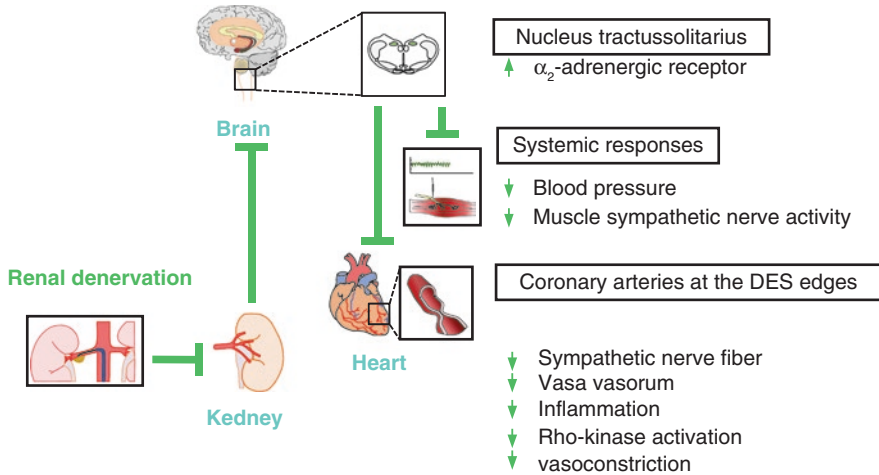 Nucleus tractussolitarius
α₂-adrenergic receptor
Brain
Systemic responses
Blood pressure
Muscle sympathetic nerve activity
Renal denervation
Coronary arteries at the DES edges
Heart
Kedney
Sympathetic nerve fiber
Vasa vasorum
Inflammation
Rho-kinase activation
vasoconstriction